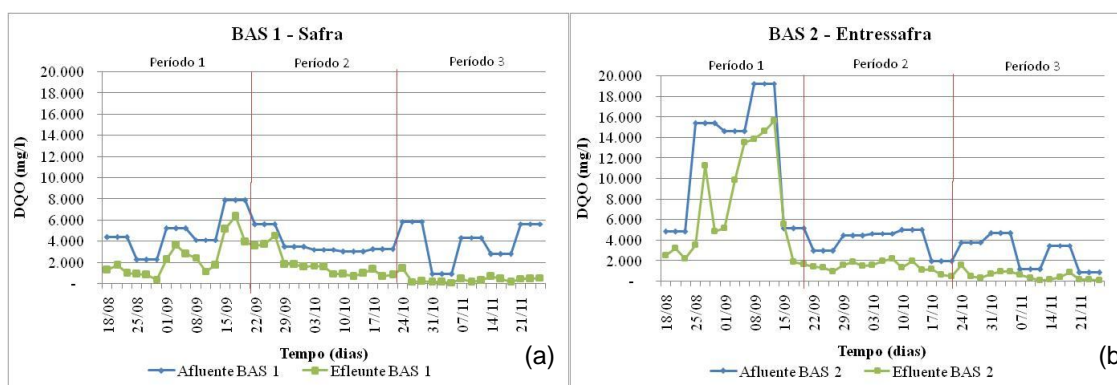 BAS 1 - Safra
Período 1 Período 2 Período 3
20.000
18.000
16.000
14.000
12.000
10.000
8.000
6.000
4.000
2.000
-
DQO (mg/l)
18/08 25/08 01/09 08/09 15/09 22/09 29/09 03/10 10/10 17/10 24/10 31/10 07/11 14/11 21/11
Tempo (dias)
Afluente BAS 1 Efleunte BAS 1
(a)
BAS 2 - Entressafra
Período 1 Período 2 Período 3
20.000
18.000
16.000
14.000
12.000
10.000
8.000
6.000
4.000
2.000
-
DQO (mg/l)
18/08 25/08 01/09 08/09 15/09 22/09 29/09 03/10 10/10 17/10 24/10 31/10 07/11 14/11 21/11
Tempo (dias)
Afluente BAS 2 Efluente BAS 2
(b